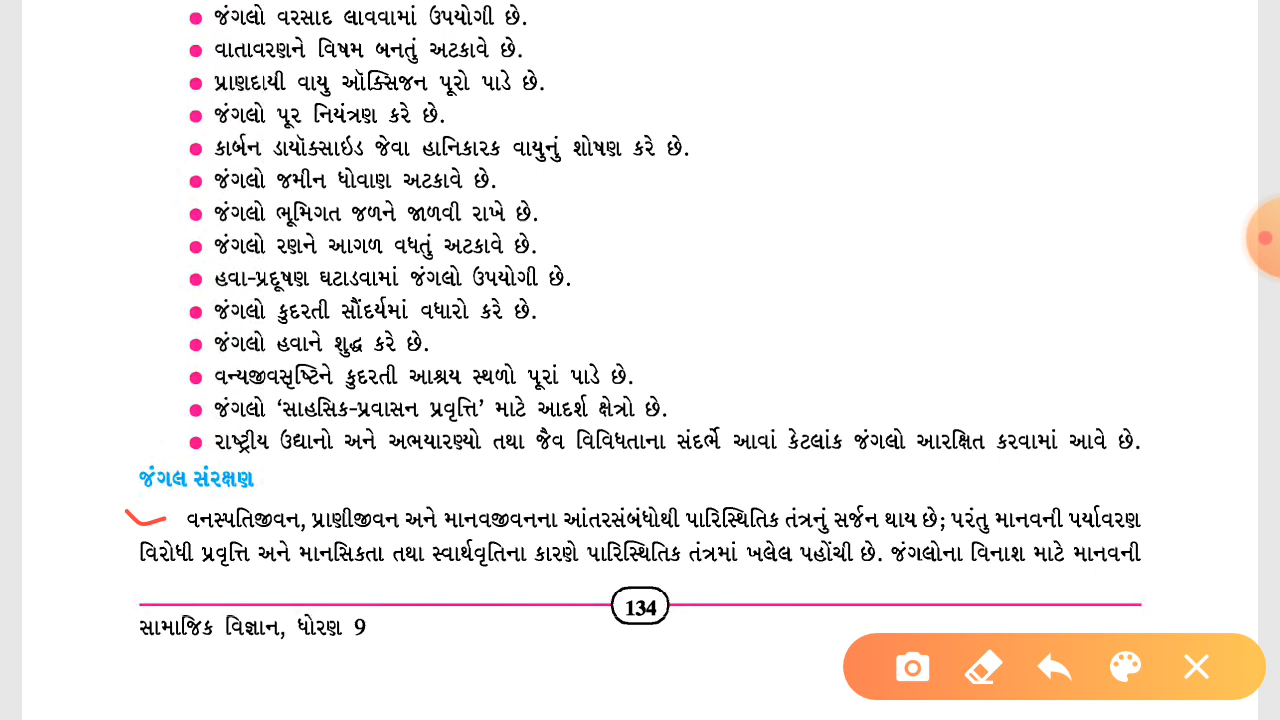 ● જંગલો વરસાદ લાવવામાં ઉપયોગી છે.
● વાતાવરણને વિષમ બનતું અટકાવે છે.
● પ્રાણદાયી વાયુ ઑક્સિજન પૂરો પાડે છે.
● જંગલો પૂર નિયંત્રણ કરે છે.
● કાર્બન ડાયૉક્સાઇડ જેવા હાનિકારક વાયુનું શોષણ કરે છે.
● જંગલો જમીન ધોવાણ અટકાવે છે.
● જંગલો ભૂમિગત જળને જાળવી રાખે છે.
● જંગલો રણને આગળ વધતું અટકાવે છે.
● હવા-પ્રદૂષણ ઘટાડવામાં જંગલો ઉપયોગી છે.
● જંગલો કુદરતી સૌંદર્યમાં વધારો કરે છે.
● જંગલો હવાને શુદ્ધ કરે છે.
● વન્યજીવસૃષ્ટિને કુદરતી આશ્રય સ્થળો પૂરાં પાડે છે.
● જંગલો ‘સાહસિક-પ્રવાસન પ્રવૃત્તિ’ માટે આદર્શ ક્ષેત્રો છે.
● રાષ્ટ્રીય ઉદ્યાનો અને અભયારણ્યો તથા જૈવ વિવિધતાના સંદર્ભે આવાં કેટલાંક જંગલો આરક્ષિત કરવામાં આવે છે.
જંગલ સંરક્ષણ
વનસ્પતિજીવન, પ્રાણીજીવન અને માનવજીવનના આંતરસંબંધોથી પારિસ્થિતિક તંત્રનું સર્જન થાય છે; પરંતુ માનવની પર્યાવરણ
વિરોધી પ્રવૃત્તિ અને માનસિકતા તથા સ્વાર્થવૃતિના કારણે પારિસ્થિતિક તંત્રમાં ખલેલ પહોંચી છે. જંગલોના વિનાશ માટે માનવની
134
સામાજિક વિજ્ઞાન, ધોરણ 9